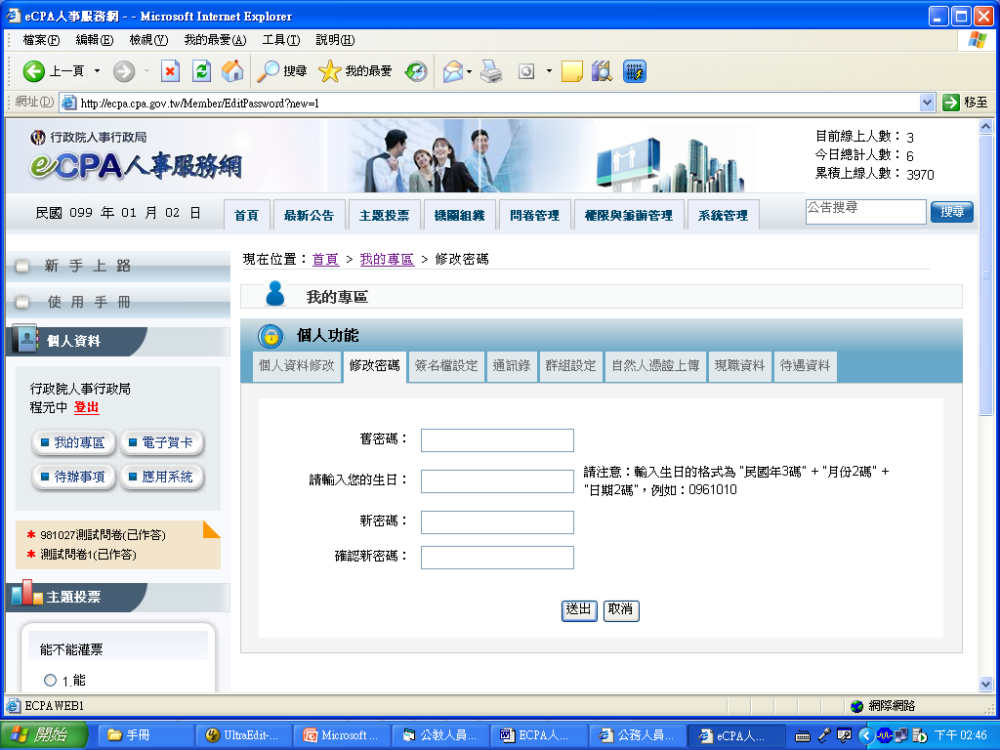 eCPA人事服務網 - - Microsoft Internet Explorer
檔案(F) 編輯(E) 檢視(V) 我的最愛(A) 工具(T) 說明(H)
上一頁 搜尋 我的最愛
網址(D) http://ecpa.cpa.gov.tw/Member/EditPassword?new=1 移至
行政院人事行政局
eCPA人事服務網
目前線上人數： 3
今日總計人數： 6
累積上線人數： 3970
民國 099 年 01 月 02 日
首頁 最新公告 主題投票 機關組織 問卷管理 權限與兼辦管理 系統管理
公告搜尋 搜尋
新手上路
使用手冊
個人資料
行政院人事行政局
程元中 登出
我的專區 電子賀卡
待辦事項 應用系統
* 981027測試問卷(已作答)
* 測試問卷1(已作答)
主題投票
能不能灌票
1.能
現在位置：首頁 > 我的專區 > 修改密碼
我的專區
個人功能
個人資料修改 修改密碼 簽名檔設定 通訊錄 群組設定 自然人憑證上傳 現職資料 待遇資料
舊密碼：
請輸入您的生日： 請注意：輸入生日的格式為 "民國年3碼" + "月份2碼" +
"日期2碼"，例如：0961010
新密碼：
確認新密碼：
送出 取消
ECPAWEB1 網際網路
開始 手冊 UltraEdit-... Microsoft ... 公教人員... ECPA人... 公務人員... eCPA人... 下午 02:46